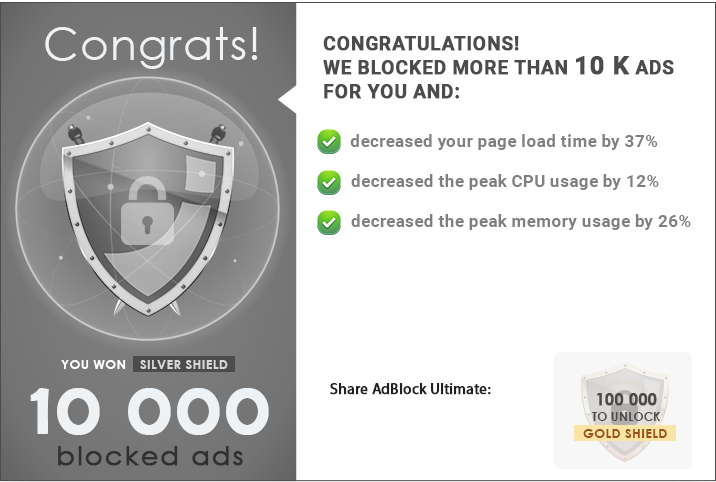 Congrats!
YOU WON SILVER SHIELD
10 000
blocked ads
CONGRATULATIONS!
WE BLOCKED MORE THAN 10 K ADS
FOR YOU AND:
decreased your page load time by 37%
decreased the peak CPU usage by 12%
decreased the peak memory usage by 26%
Share AdBlock Ultimate:
100 000
TO UNLOCK
GOLD SHIELD